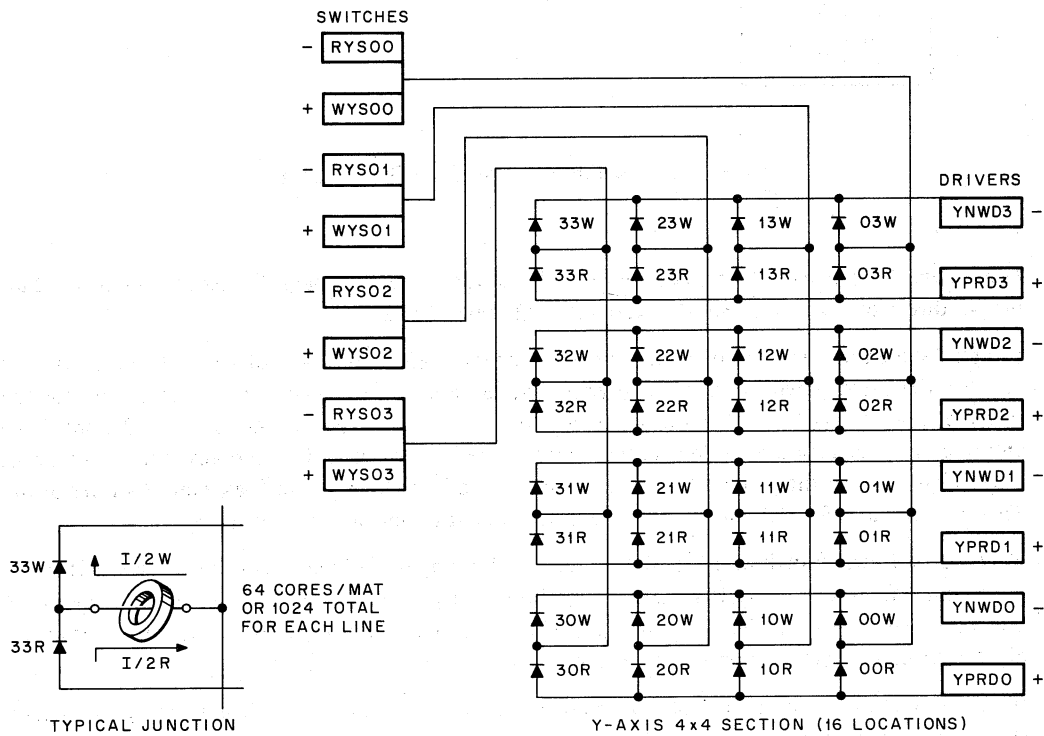 SWITCHES
- RYS00
+ WYS00
- RYS01
+ WYS01
- RYS02
+ WYS02
- RYS03
+ WYS03
DRIVERS
33W 23W 13W 03W YNWD3 -
33R 23R 13R 03R YPRD3 +
32W 22W 12W 02W YNWD2 -
32R 22R 12R 02R YPRD2 +
31W 21W 11W 01W YNWD1 -
31R 21R 11R 01R YPRD1 +
30W 20W 10W 00W YNWD0 -
30R 20R 10R 00R YPRD0 +
Y-AXIS 4x4 SECTION (16 LOCATIONS)
33W
I/2W
33R
I/2R
64 CORES/MAT
OR 1024 TOTAL
FOR EACH LINE
TYPICAL JUNCTION